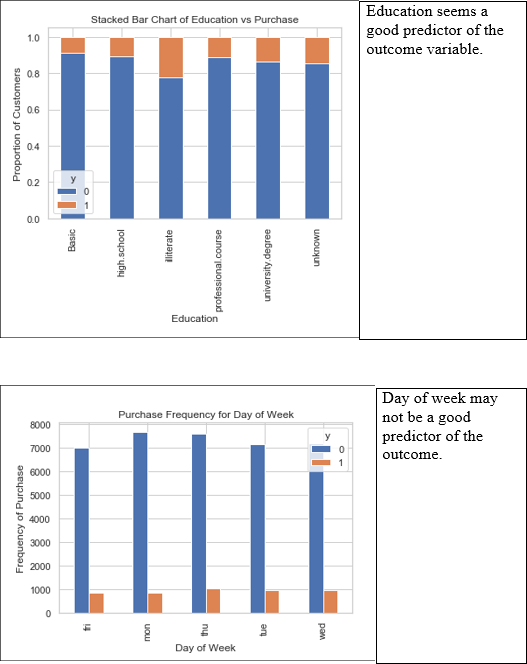 Stacked Bar Chart of Education vs Purchase
Proportion of Customers
1.0
0.8
0.6
0.4
0.2
0.0
y
0
1
Basic
high.school
illiterate
professional.course
university.degree
unknown
Education
Education seems a
good predictor of the
outcome variable.
Purchase Frequency for Day of Week
Frequency of Purchase
8000
7000
6000
5000
4000
3000
2000
1000
0
y
0
1
fri
mon
thu
tue
wed
Day of Week
Day of week may
not be a good
predictor of the
outcome.